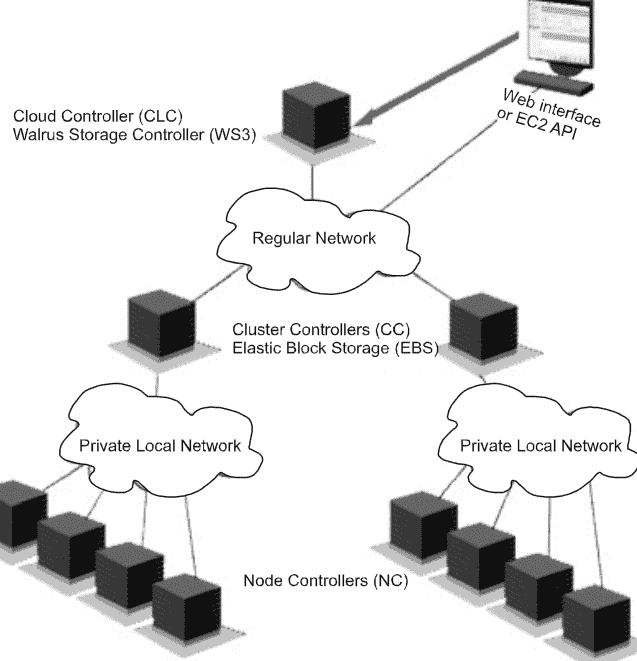 Cloud Controller (CLC)
Walrus Storage Controller (WS3)
Web interface
or EC2 API
Regular Network
Cluster Controllers (CC)
Elastic Block Storage (EBS)
Private Local Network
Private Local Network
Node Controllers (NC)